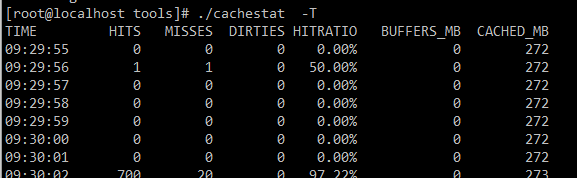 [root@localhost tools]# ./cachestat -T
TIME HITS MISSES DIRTIES HITRATIO BUFFERS_MB CACHED_MB
09:29:55 0 0 0 0.00% 0 272
09:29:56 1 1 0 50.00% 0 272
09:29:57 0 0 0 0.00% 0 272
09:29:58 0 0 0 0.00% 0 272
09:29:59 0 0 0 0.00% 0 272
09:30:00 0 0 0 0.00% 0 272
09:30:01 0 0 0 0.00% 0 272
09:30:02 700 20 0 97.22% 0 273